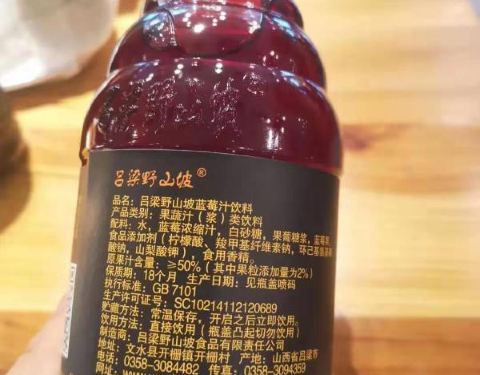 吕梁野山坡
吕梁野山坡®
品名:吕梁野山坡蓝莓汁饮料
产品类别:果蔬汁(浆)类饮料
配料:水,蓝莓浓缩汁,白砂糖,果葡糖浆,蓝莓果
食品添加剂(柠檬酸、羧甲基纤维素钠,环己基氨基磺
酸钠,山梨酸钾),食用香精。
原果汁含量:≥50%(其中果粒添加量为2%)
保质期:18个月 生产日期:见瓶盖喷码
执行标准:GB 7101
生产许可证号:SC10214112120689
贮藏方法:常温保存,开启之后立即饮用。
饮用方法:直接饮用(瓶盖凸起切勿饮用)
制造商:吕梁野山坡食品有限责任公司
地址:文水县开栅镇开栅村 产地:山西省吕梁市
电话:0358-3084482 传真:0358-3094359